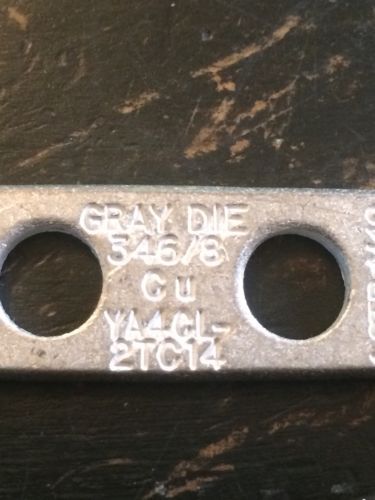 GRAY DIE
346/8
Cu
YA4CL-
2TC14